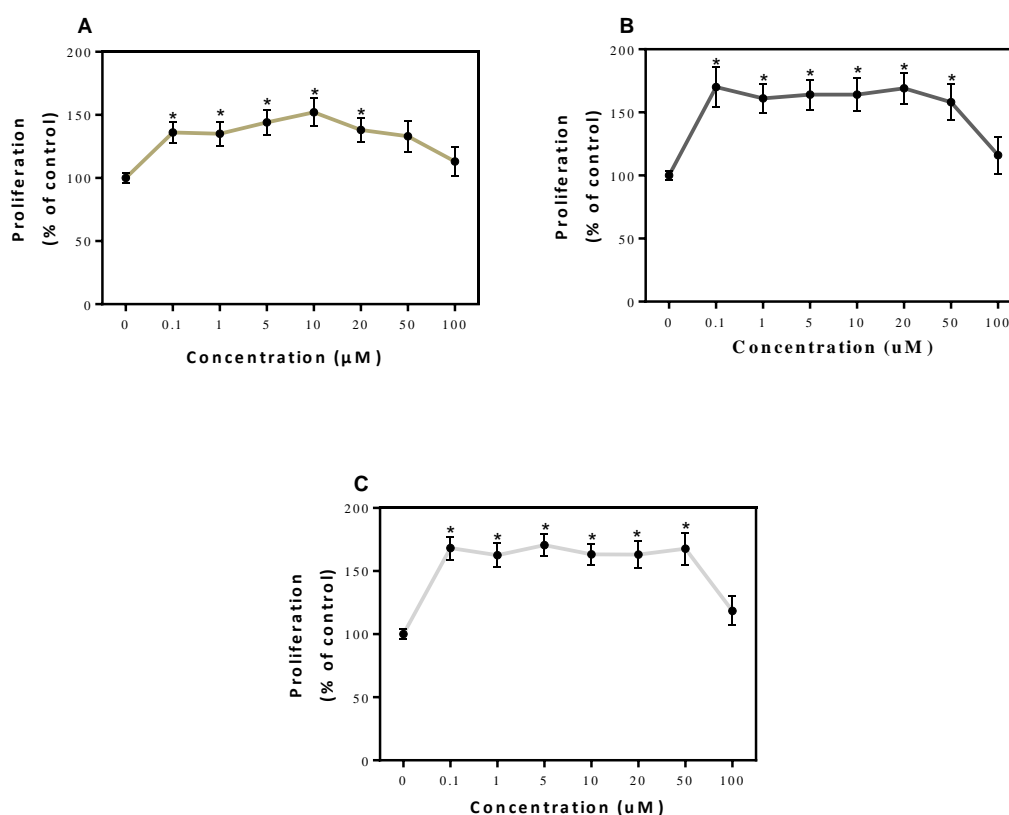 A
200
150
100
50
0
* * * * *
Proliferation
(% of control)
0 0.1 1 5 10 20 50 100
Concentration (µM)
B
200
150
100
50
0
* * * * * *
Proliferation
(% of control)
0 0.1 1 5 10 20 50 100
Concentration (uM)
C
200
150
100
50
0
* * * * * *
Proliferation
(% of control)
0 0.1 1 5 10 20 50 100
Concentration (uM)